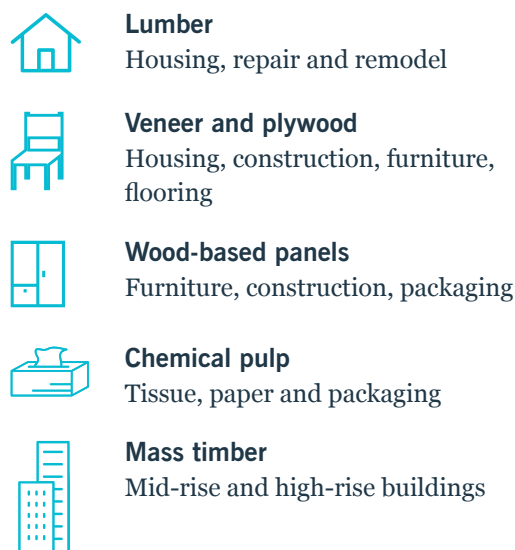 Lumber
Housing, repair and remodel
Veneer and plywood
Housing, construction, furniture,
flooring
Wood-based panels
Furniture, construction, packaging
Chemical pulp
Tissue, paper and packaging
Mass timber
Mid-rise and high-rise buildings